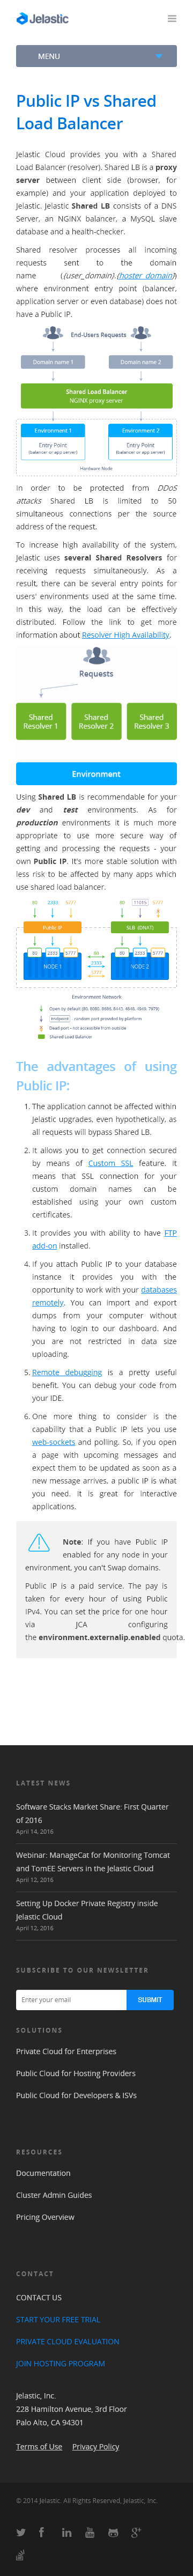 Jelastic
MENU
Public IP vs Shared
Load Balancer
Jelastic Cloud provides you with a Shared
Load Balancer (resolver). Shared LB is a proxy
server between client side (browser, for
example) and your application deployed to
Jelastic. Jelastic Shared LB consists of a DNS
Server, an NGINX balancer, a MySQL slave
database and a health-checker.
Shared resolver processes all incoming
requests sent to the domain
name ({user_domain}.{hoster_domain})
where environment entry point (balancer,
application server or even database) does not
have a Public IP.
End-Users Requests
Domain name 1
Domain name 2
Shared Load Balancer
NGINX proxy server
Environment 1
Environment 2
Entry Point
(balancer or app server)
Entry Point
(balancer or app server)
Hardware Node
In order to be protected from DDoS
attacks Shared LB is limited to 50
simultaneous connections per the source
address of the request.
To increase high availability of the system,
Jelastic uses several Shared Resolvers for
receiving requests simultaneously. As a
result, there can be several entry points for
users' environments used at the same time.
In this way, the load can be effectively
distributed. Follow the link to get more
information about Resolver High Availability.
Requests
Shared
Resolver 1
Shared
Resolver 2
Shared
Resolver 3
Environment
Using Shared LB is recommended for your
dev and test environments. As for
production environments it is much more
appropriate to use more secure way of
getting and processing the requests - your
own Public IP. It's more stable solution with
less risk to be affected by many apps which
use shared load balancer.
80 2333 5777 80 5777
Public IP
SLB (DNAT)
80 2333 5777 80 2333 5777
NODE 1
NODE 2
80
2333
5777
Environment Network
Shared Load Balancer
The advantages of using
Public IP:
1. The application cannot be affected within
Jelastic upgrades, even hypothetically, as
all requests will bypass Shared LB.
2. It allows you to get content secured
by means of Custom SSL feature. It
means that SSL connection for your
custom domain names can be
established using your own custom
certificates.
3. It provides you with ability to have FTP
add-on installed.
4. If you attach Public IP to your database
instance it provides you with the
opportunity to work with your databases
remotely. You can import and export
dumps from your computer without
having to login to our dashboard. And
you are not restricted in data size
uploading.
5. Remote debugging is a pretty useful
benefit. You can debug your code from
your IDE.
6. One more thing to consider is the
capability that a Public IP lets you use
web-sockets and polling. So, if you open
a page with upcoming messages and
expect them to be updated as soon as a
new message arrives, a public IP is what
you need. It is great for interactive
applications.
Note: If you have Public IP
enabled for any node in your
environment, you can't Swap domains.
Public IP is a paid service. The pay is
taken for every hour of using Public
IPv4. You can set the price for one hour
via JCA configuring
the environment.externalip.enabled quota.
LATEST NEWS
Software Stacks Market Share: First Quarter
of 2016
April 14, 2016
Webinar: ManageCat for Monitoring Tomcat
and TomEE Servers in the Jelastic Cloud
April 12, 2016
Setting Up Docker Private Registry inside
Jelastic Cloud
April 12, 2016
SUBSCRIBE TO OUR NEWSLETTER
Enter your email
SUBMIT
SOLUTIONS
Private Cloud for Enterprises
Public Cloud for Hosting Providers
Public Cloud for Developers & ISVs
RESOURCES
Documentation
Cluster Admin Guides
Pricing Overview
CONTACT
CONTACT US
START YOUR FREE TRIAL
PRIVATE CLOUD EVALUATION
JOIN HOSTING PROGRAM
Jelastic, Inc.
228 Hamilton Avenue, 3rd Floor
Palo Alto, CA 94301
Terms of Use Privacy Policy
© 2014 Jelastic. All Rights Reserved, Jelastic, Inc.